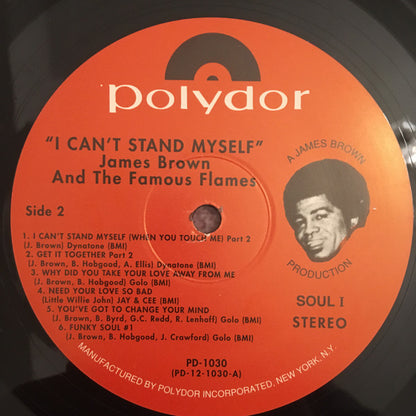 polydor
"I CAN'T STAND MYSELF"
James Brown
And The Famous Flames
A JAMES BROWN
PRODUCTION
Side 2
1. I CAN'T STAND MYSELF (WHEN YOU TOUCH ME) Part 2
(J. Brown) Dynatone (BMI)
2. GET IT TOGETHER Part 2
(J. Brown, B. Hobgood, A. Ellis) Dynatone (BMI)
3. WHY DID YOU TAKE YOUR LOVE AWAY FROM ME
(J. Brown, B. Hobgood) Golo (BMI)
4. NEED YOUR LOVE SO BAD
(Little Willie John) JAY & CEE (BMI)
5. YOU'VE GOT TO CHANGE YOUR MIND
(J. Brown, B. Byrd, G.C. Redd, R. Lenhoff) Golo (BMI)
6. FUNKY SOUL #1
(J. Brown, B. Hobgood, J. Crawford) Golo (BMI)
SOUL I
STEREO
PD-1030
(PD-12-1030-A)
MANUFACTURED BY POLYDOR INCORPORATED, NEW YORK, N.Y.